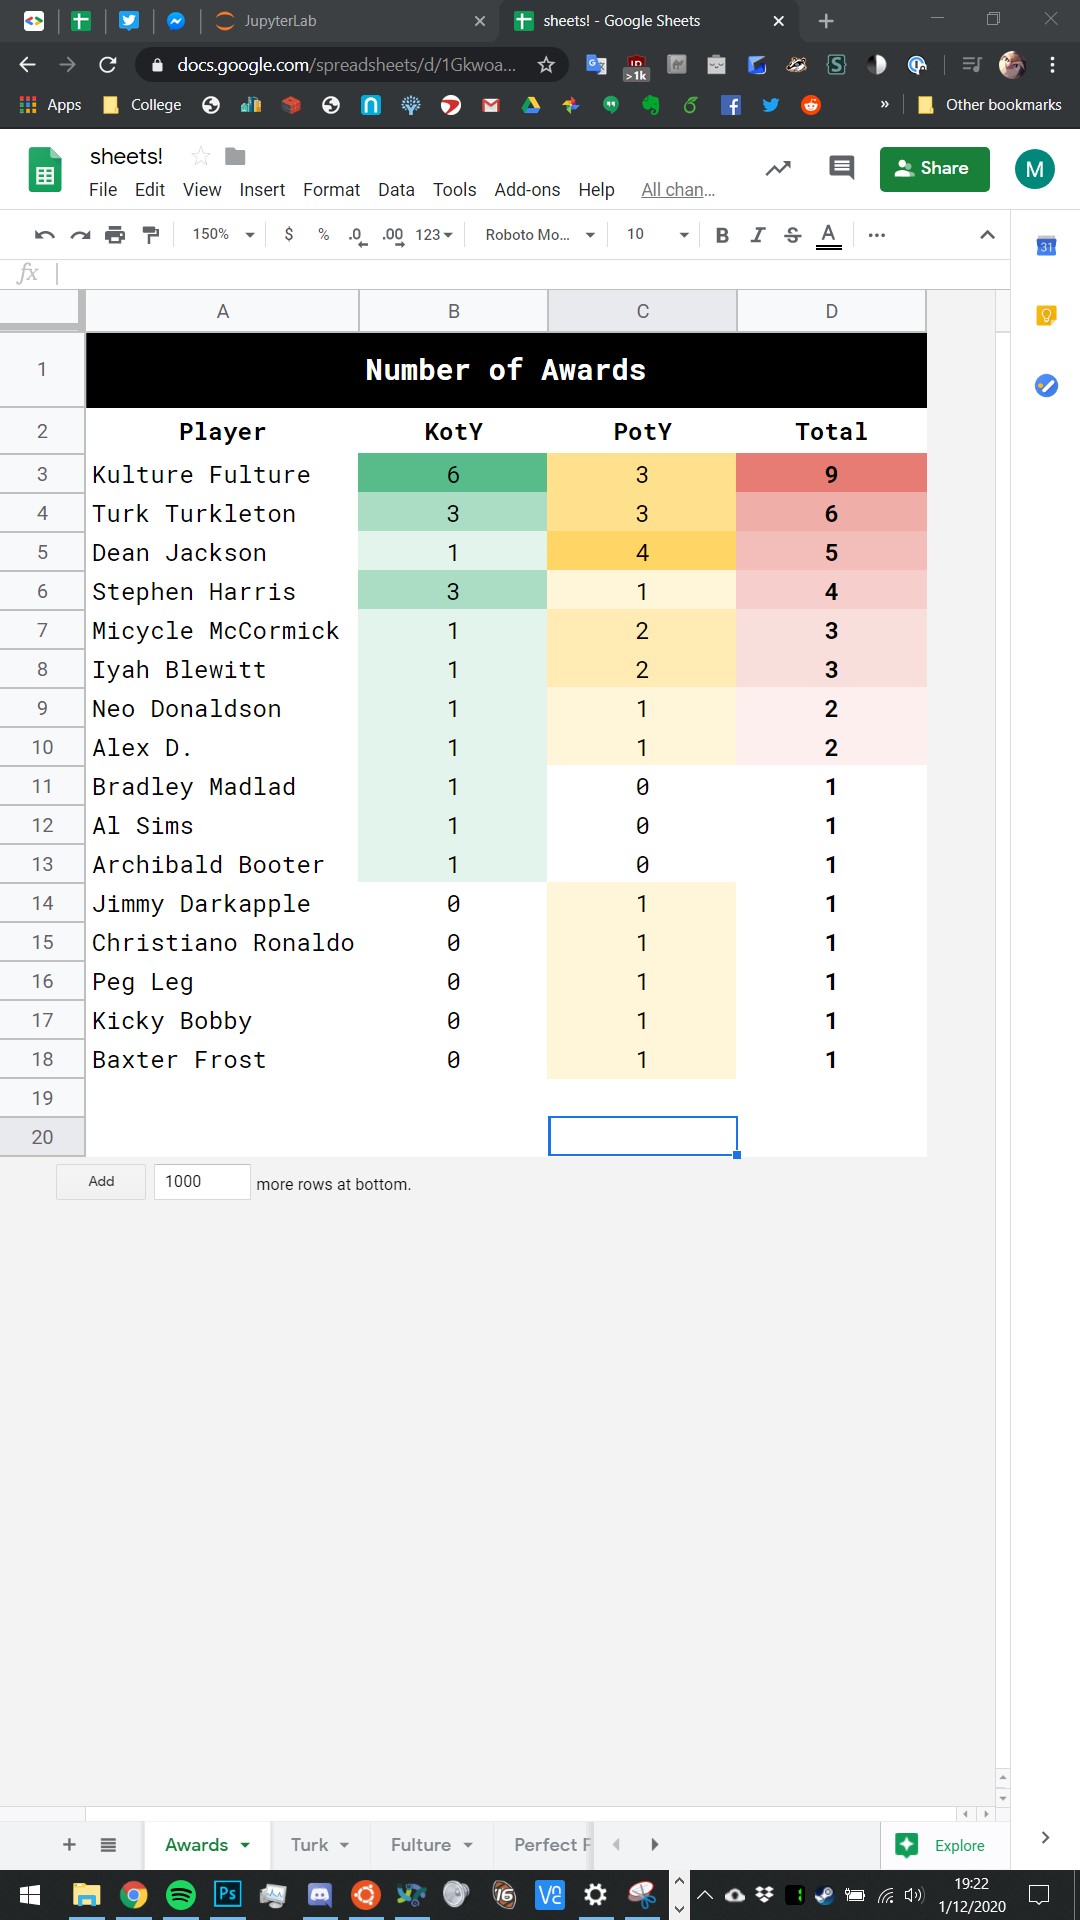 JupyterLab
sheets! - Google Sheets
docs.google.com/spreadsheets/d/1Gkwoa...
>1k
Apps
College
Other bookmarks
sheets!
File Edit View Insert Format Data Tools Add-ons Help All chan...
Share
M
150% $ % .0 .00 123 Roboto Mo... 10 B I S A
31
fx
A B C D
1 Number of Awards
2 Player KotY PotY Total
3 Kulture Fulture 6 3 9
4 Turk Turkleton 3 3 6
5 Dean Jackson 1 4 5
6 Stephen Harris 3 1 4
7 Micycle McCormick 1 2 3
8 Iyah Blewitt 1 2 3
9 Neo Donaldson 1 1 2
10 Alex D. 1 1 2
11 Bradley Madlad 1 0 1
12 Al Sims 1 0 1
13 Archibald Booter 1 0 1
14 Jimmy Darkapple 0 1 1
15 Christiano Ronaldo 0 1 1
16 Peg Leg 0 1 1
17 Kicky Bobby 0 1 1
18 Baxter Frost 0 1 1
19
20
Add 1000 more rows at bottom.
Awards Turk Fulture Perfect F
Explore
Ps
16
19:22
1/12/2020